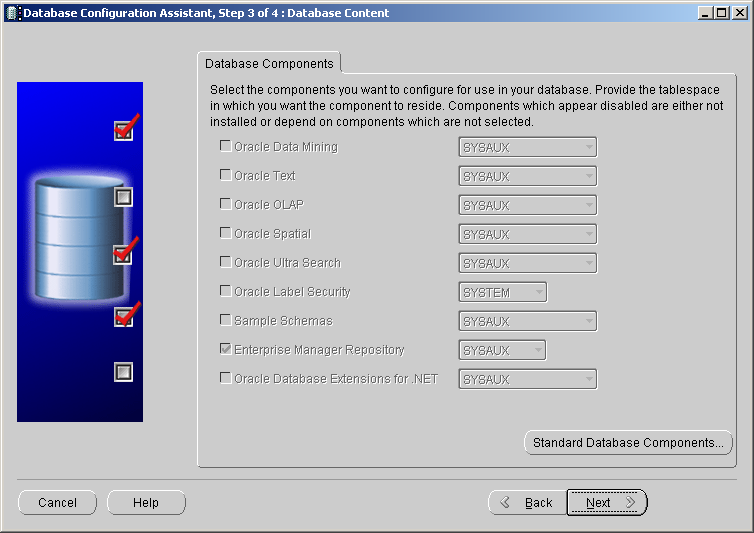 Database Configuration Assistant, Step 3 of 4 : Database Content
Database Components
Select the components you want to configure for use in your database. Provide the tablespace
in which you want the component to reside. Components which appear disabled are either not
installed or depend on components which are not selected.
Oracle Data Mining SYSAUX
Oracle Text SYSAUX
Oracle OLAP SYSAUX
Oracle Spatial SYSAUX
Oracle Ultra Search SYSAUX
Oracle Label Security SYSTEM
Sample Schemas SYSAUX
Enterprise Manager Repository SYSAUX
Oracle Database Extensions for .NET SYSAUX
Standard Database Components...
Cancel Help Back Next